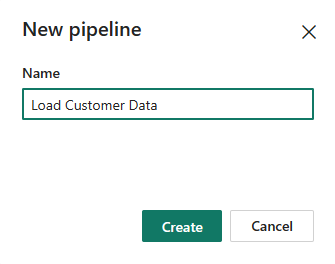 New pipeline
Name
Load Customer Data
Create
Cancel